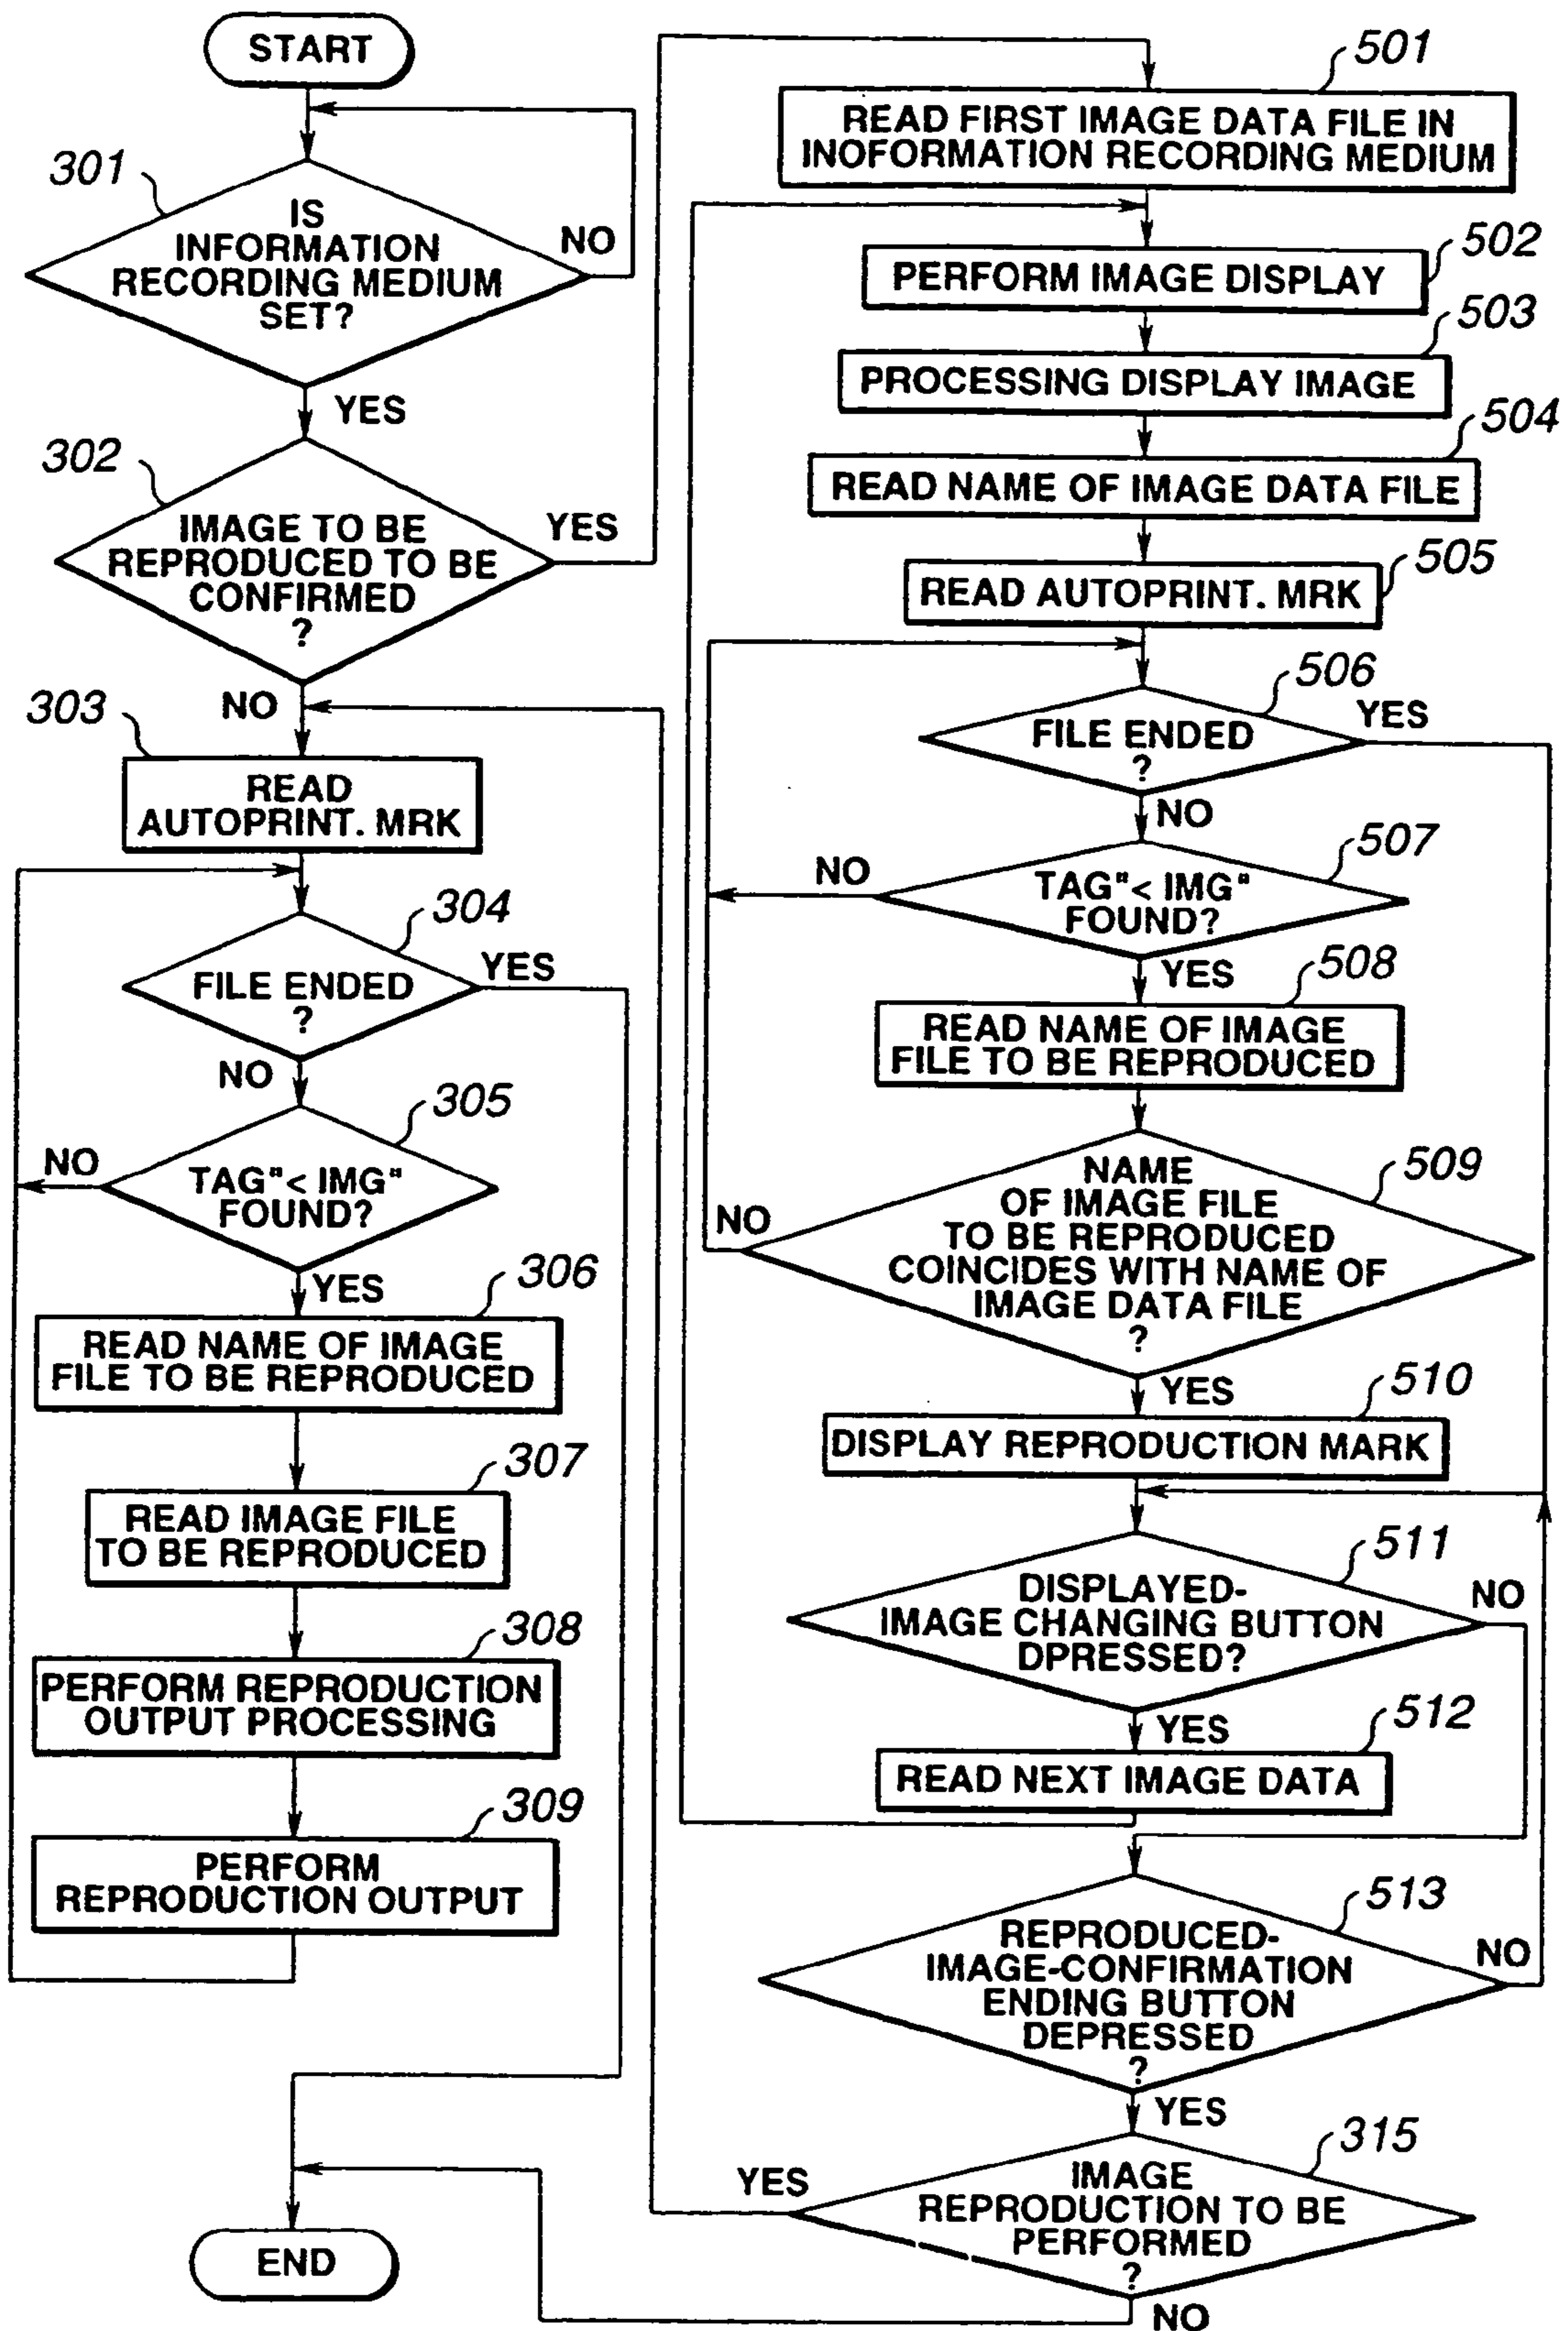 START
301
IS
INFORMATION
RECORDING MEDIUM
SET?
NO
YES
302
IMAGE TO BE
REPRODUCED TO BE
CONFIRMED
?
YES
NO
303
READ
AUTOPRINT. MRK
304
FILE ENDED
?
YES
NO
305
TAG"< IMG"
FOUND?
NO
YES
306
READ NAME OF IMAGE
FILE TO BE REPRODUCED
307
READ IMAGE FILE
TO BE REPRODUCED
308
PERFORM REPRODUCTION
OUTPUT PROCESSING
309
PERFORM
REPRODUCTION OUTPUT
END
501
READ FIRST IMAGE DATA FILE IN
INOFORMATION RECORDING MEDIUM
502
PERFORM IMAGE DISPLAY
503
PROCESSING DISPLAY IMAGE
504
READ NAME OF IMAGE DATA FILE
505
READ AUTOPRINT. MRK
506
FILE ENDED
?
YES
NO
507
TAG"< IMG"
FOUND?
NO
YES
508
READ NAME OF IMAGE
FILE TO BE REPRODUCED
509
NAME
OF IMAGE FILE
TO BE REPRODUCED
COINCIDES WITH NAME OF
IMAGE DATA FILE
?
NO
YES
510
DISPLAY REPRODUCTION MARK
511
DISPLAYED-
IMAGE CHANGING BUTTON
DPRESSED?
NO
YES
512
READ NEXT IMAGE DATA
513
REPRODUCED-
IMAGE-CONFIRMATION
ENDING BUTTON
DEPRESSED
?
NO
YES
315
IMAGE
REPRODUCTION TO BE
PERFORMED
?
YES
NO